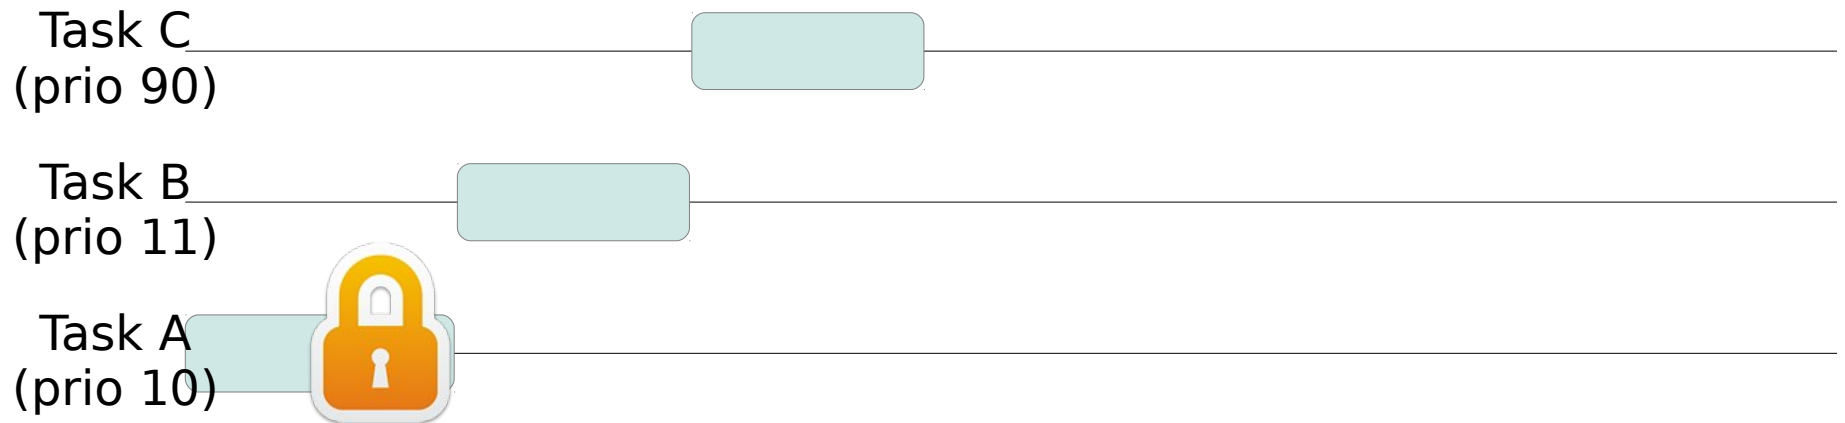 Task C
(prio 90)
Task B
(prio 11)
Task A
(prio 10)